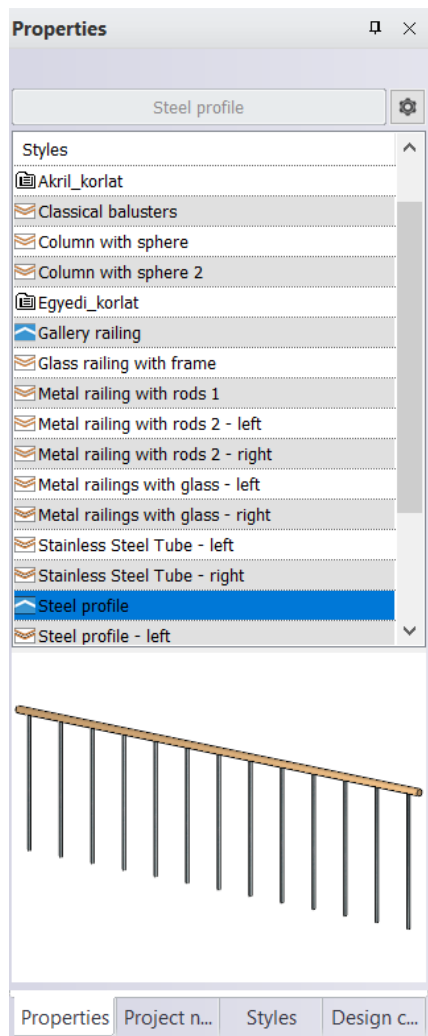 Properties
Steel profile
Styles
Akril_korlat
Classical balusters
Column with sphere
Column with sphere 2
Egyedi_korlat
Gallery railing
Glass railing with frame
Metal railing with rods 1
Metal railing with rods 2 - left
Metal railing with rods 2 - right
Metal railings with glass - left
Metal railings with glass - right
Stainless Steel Tube - left
Stainless Steel Tube - right
Steel profile
Steel profile - left
Properties Project n... Styles Design c...